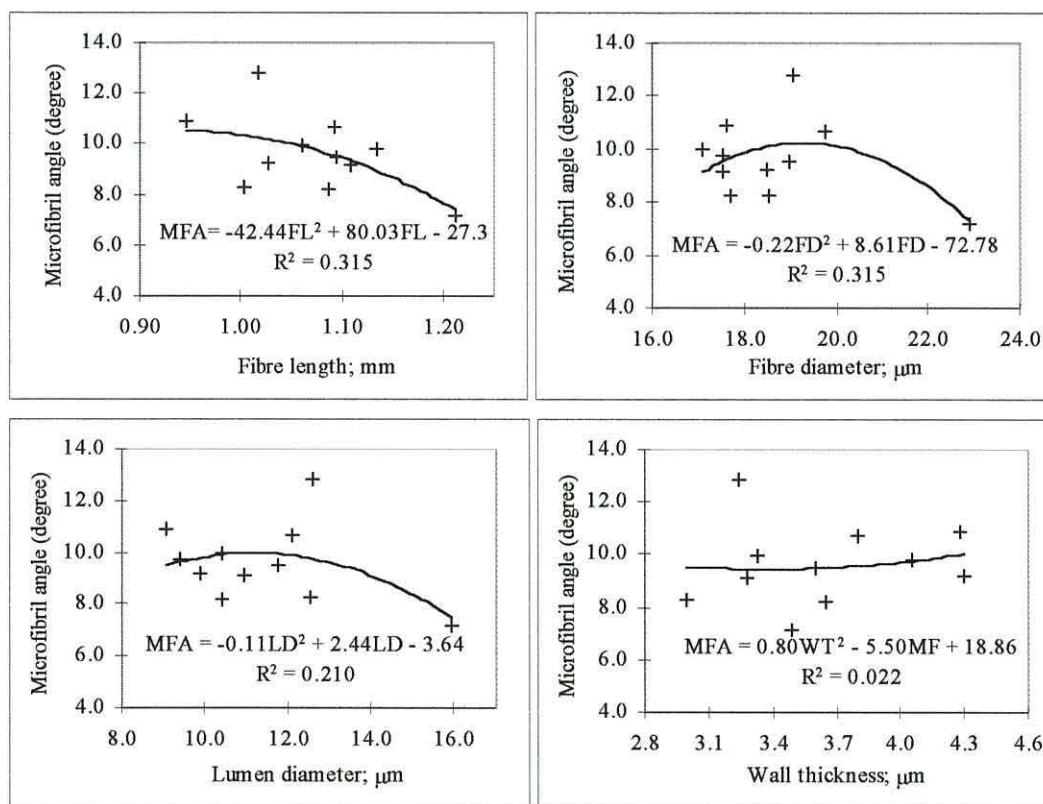 14.0
12.0
10.0
8.0
6.0
4.0
Microfibril angle (degree)
MFA= -42.44FL² + 80.03FL - 27.3
R² = 0.315
0.90 1.00 1.10 1.20
Fibre length; mm
14.0
12.0
10.0
8.0
6.0
4.0
Microfibril angle (degree)
MFA = -0.22FD² + 8.61FD - 72.78
R² = 0.315
16.0 18.0 20.0 22.0 24.0
Fibre diameter; µm
14.0
12.0
10.0
8.0
6.0
4.0
Microfibril angle (degree)
MFA = -0.11LD² + 2.44LD - 3.64
R² = 0.210
8.0 10.0 12.0 14.0 16.0
Lumen diameter; µm
14.0
12.0
10.0
8.0
6.0
4.0
Microfibril angle (degree)
MFA = 0.80WT² - 5.50MF + 18.86
R² = 0.022
2.8 3.1 3.4 3.7 4.0 4.3 4.6
Wall thickness; µm